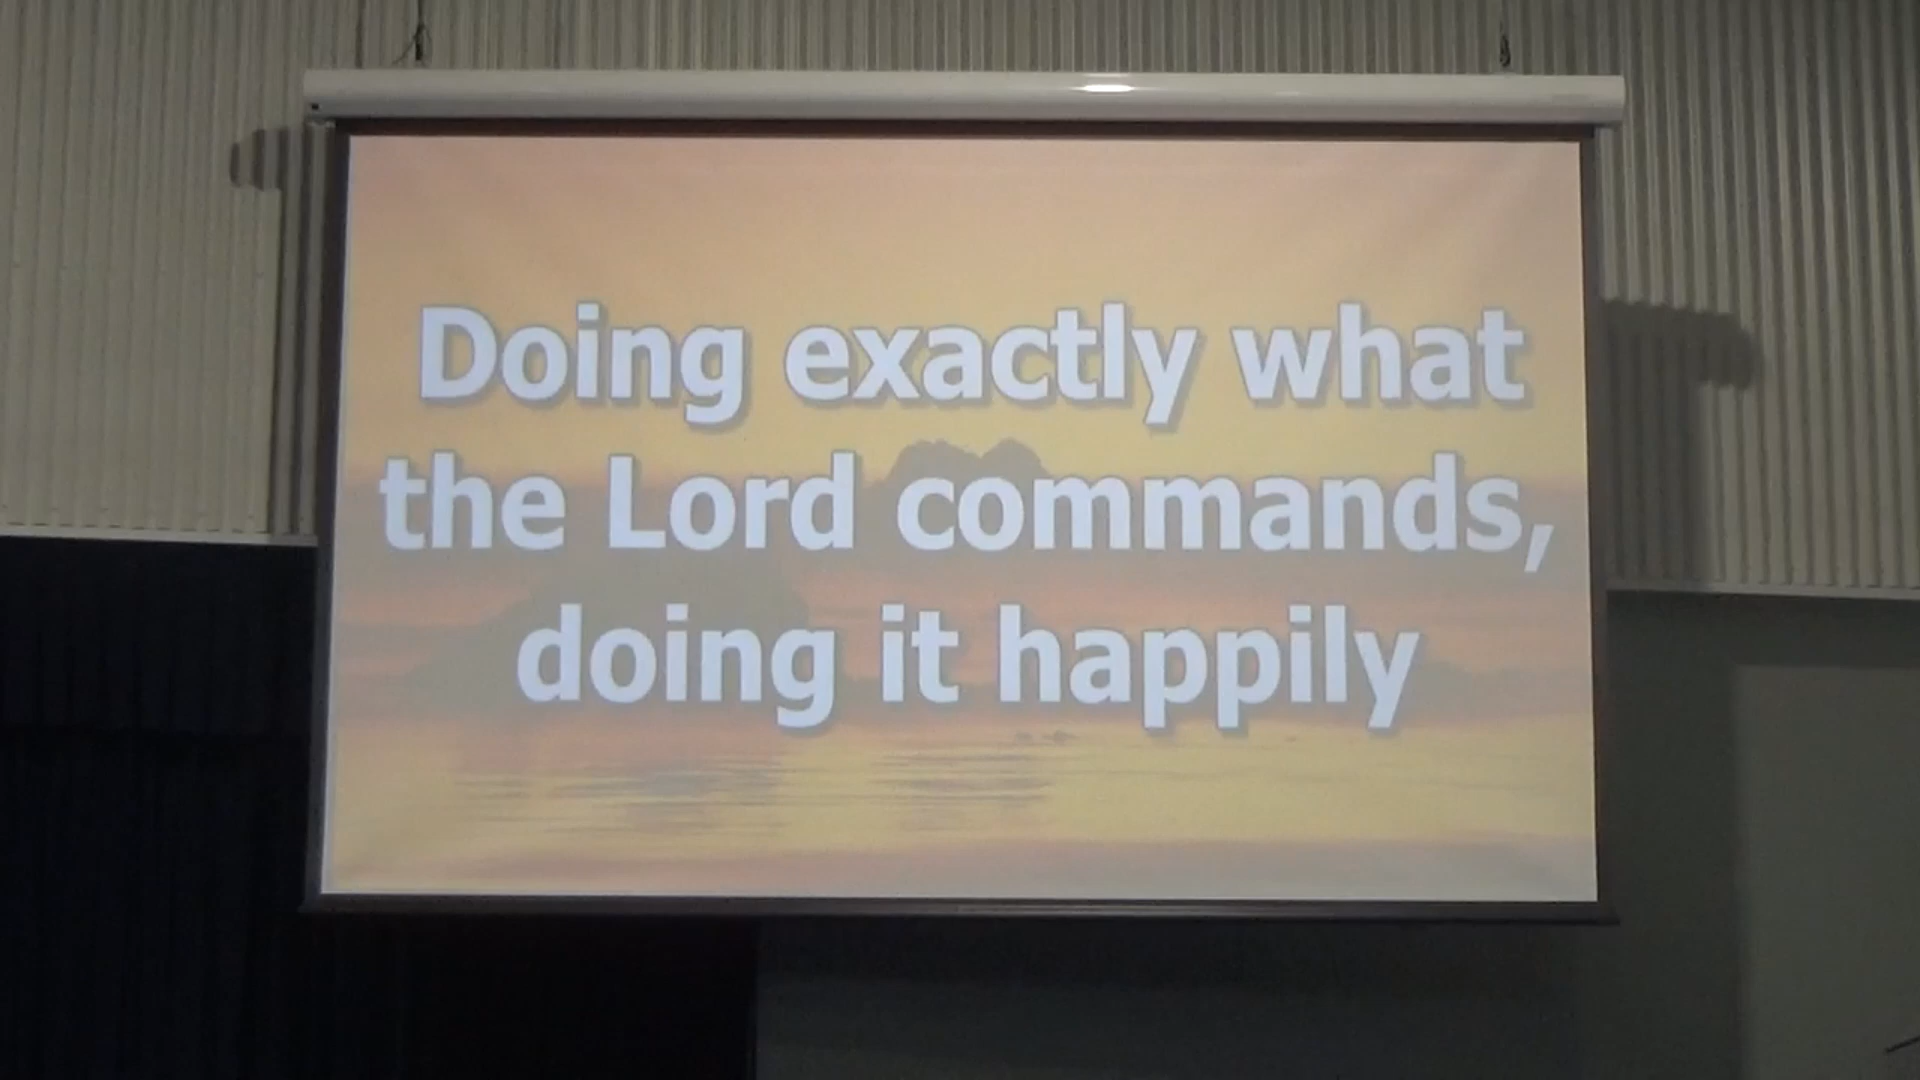 Doing exactly what
the Lord commands,
doing it happily